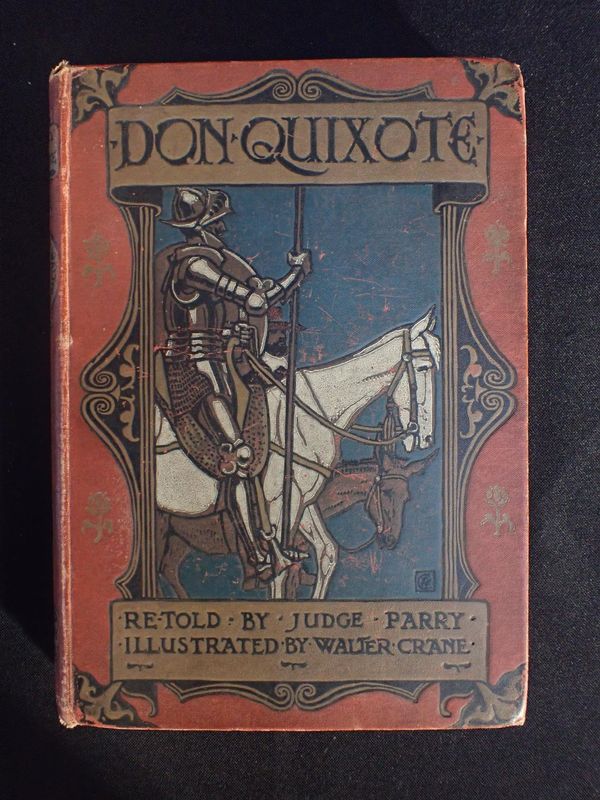 ·DON·QUIXOTE·
·RE·TOLD·BY·JUDGE·PARRY·
·ILLUSTRATED·BY·WALTER·CRANE·